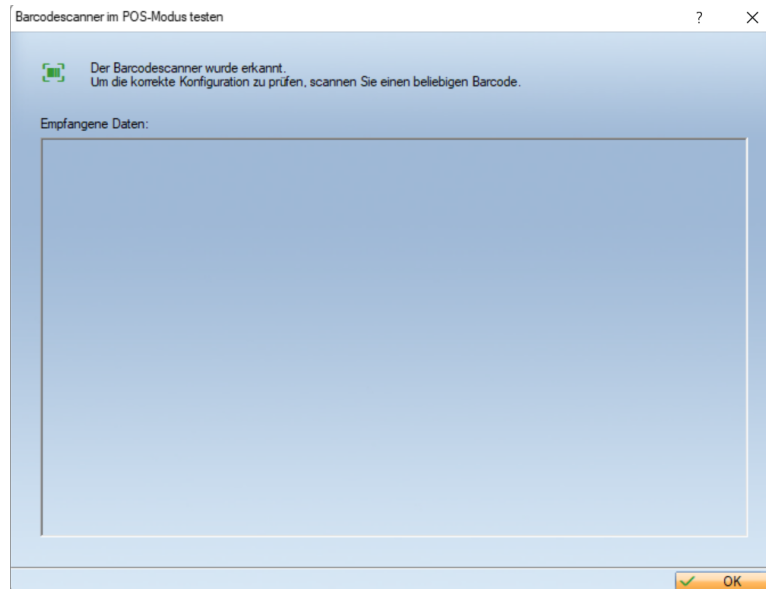 Barcodescanner im POS-Modus testen
?
Der Barcodescanner wurde erkannt.
Um die korrekte Konfiguration zu prüfen, scannen Sie einen beliebigen Barcode.
Empfangene Daten:
OK